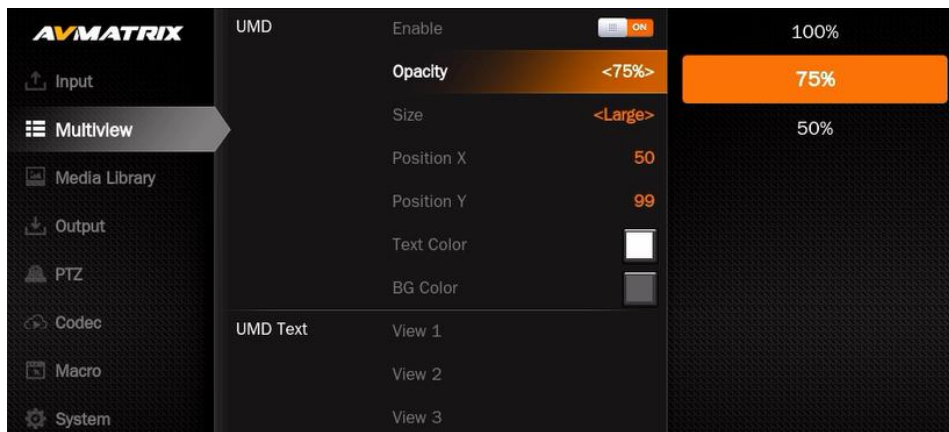 AVMATRIX
Input
Multiview
Media Library
Output
PTZ
Codec
Macro
System
UMD
Enable ON
Opacity <75%>
Size <Large>
Position X 50
Position Y 99
Text Color
BG Color
UMD Text
View 1
View 2
View 3
100%
75%
50%